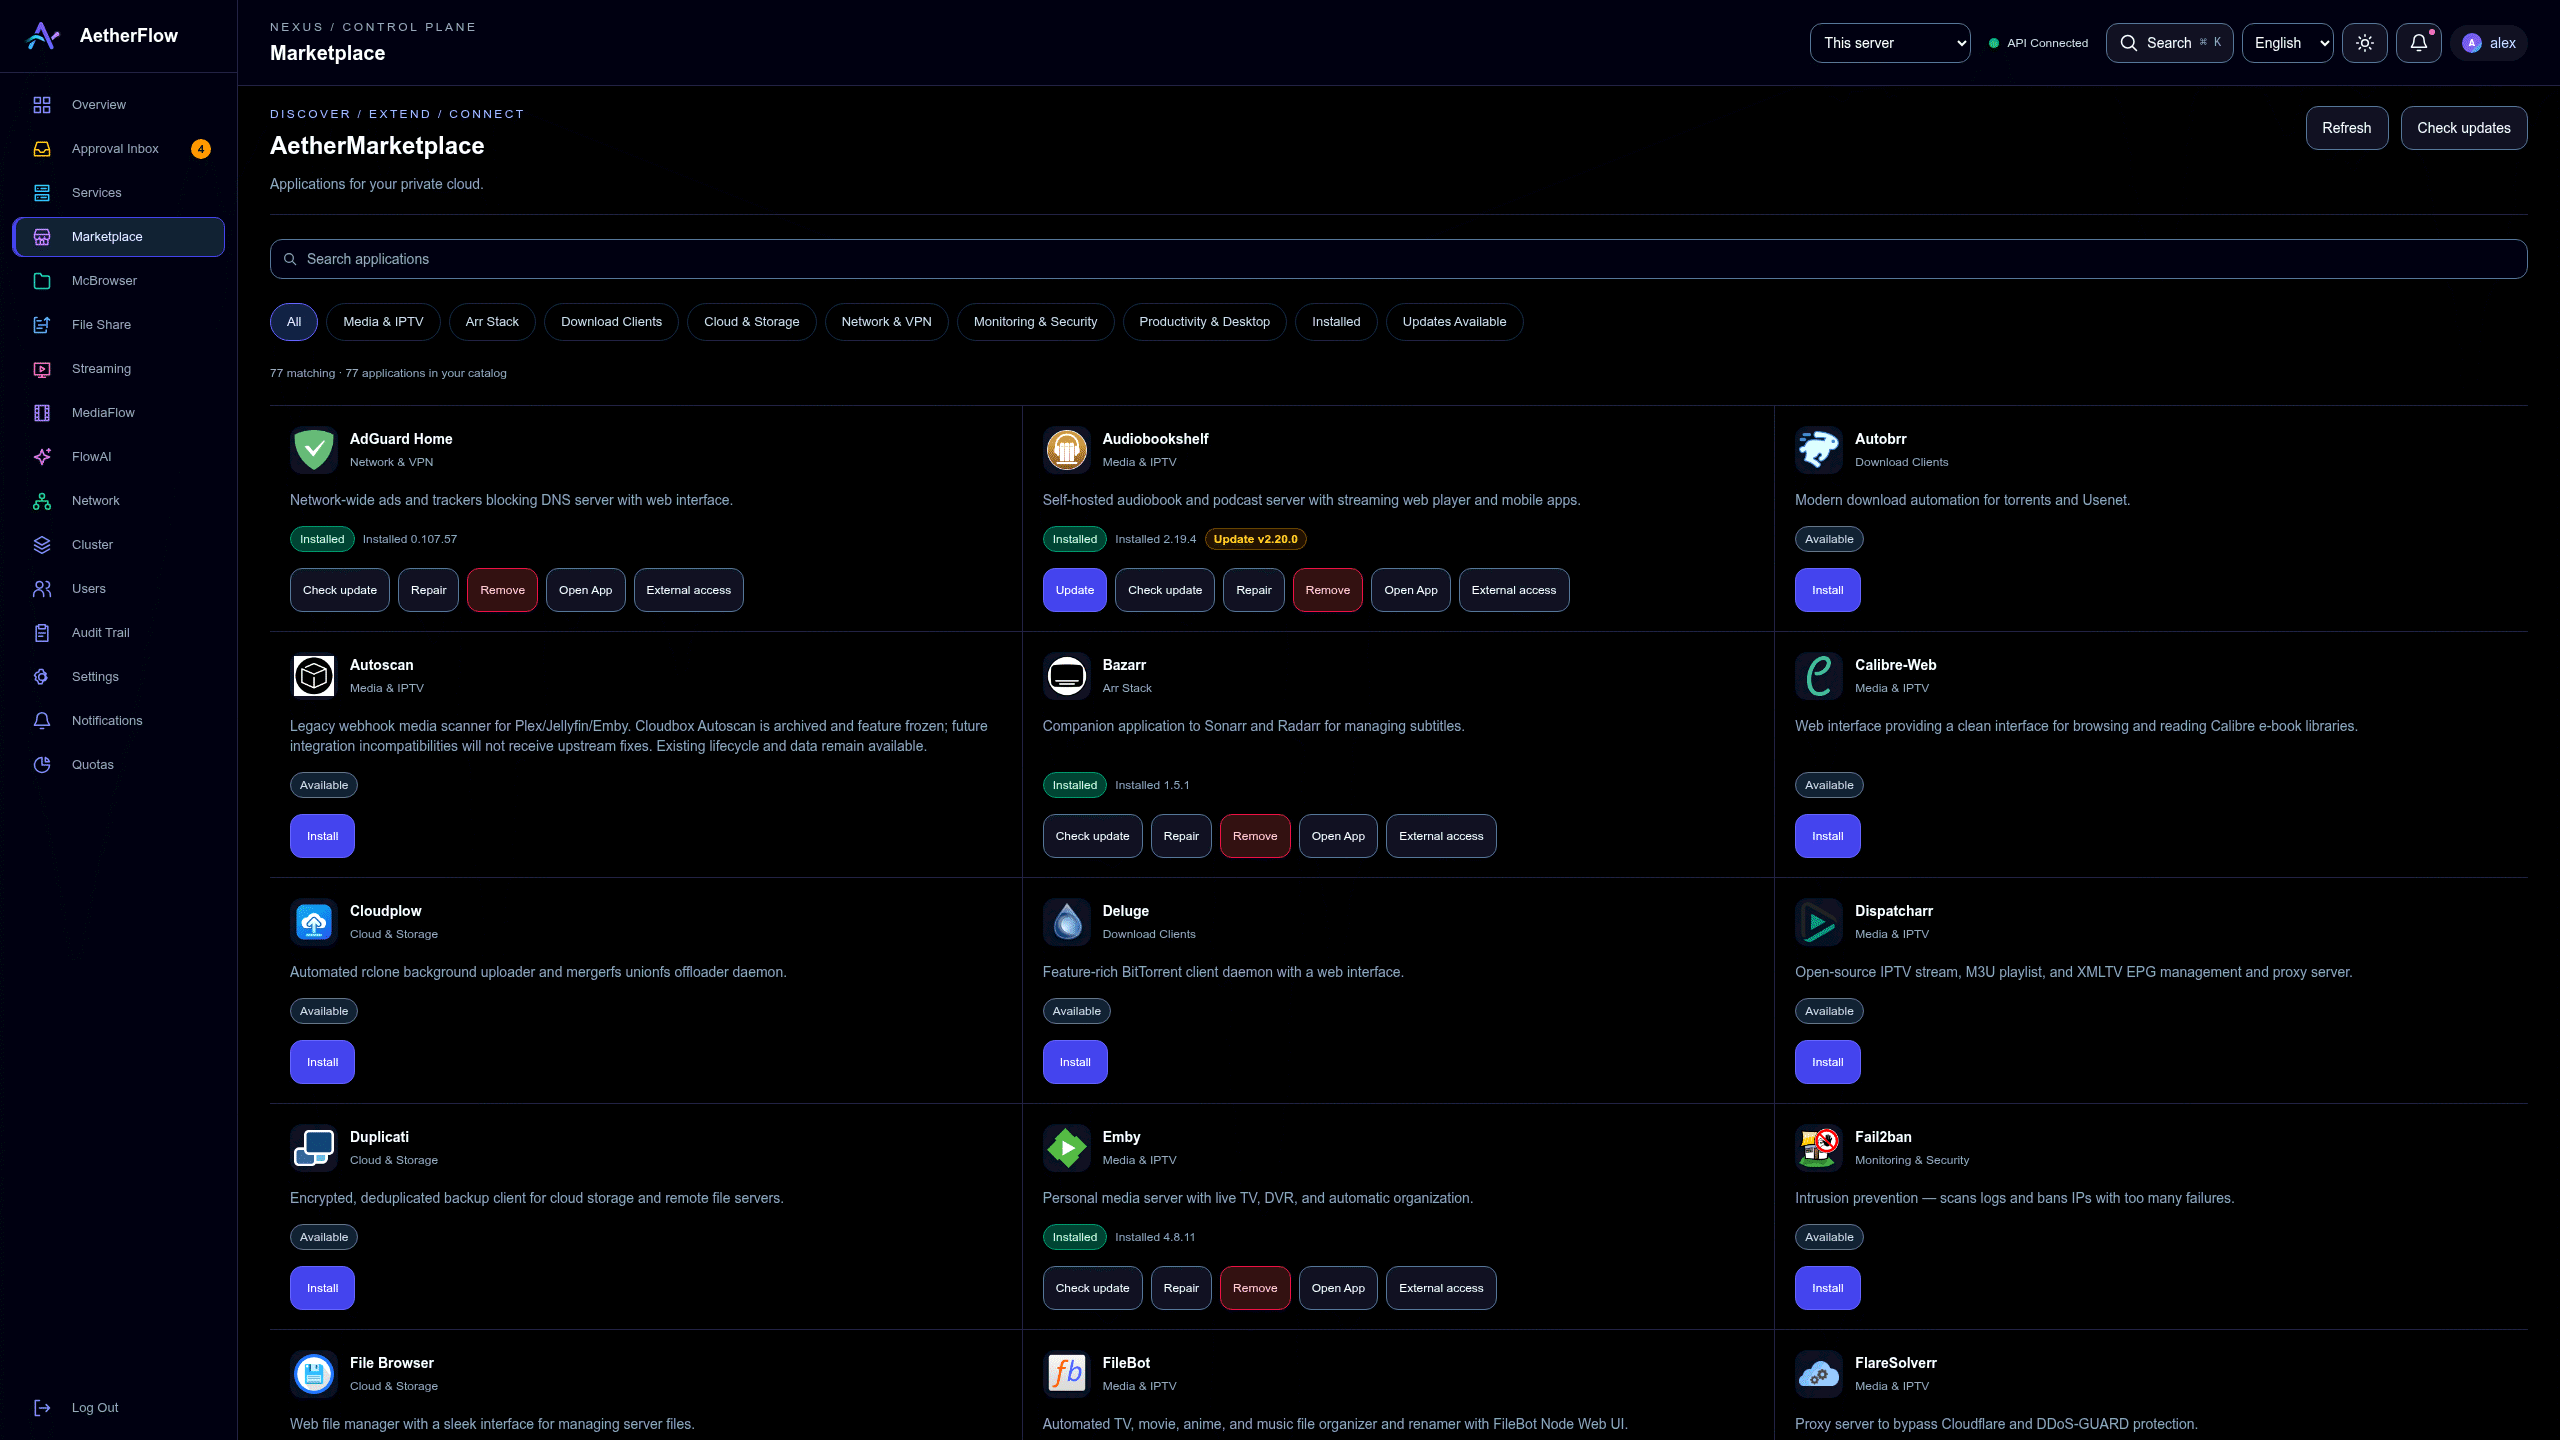 AetherFlow
Overview
Approval Inbox 4
Services
Marketplace
McBrowser
File Share
Streaming
MediaFlow
FlowAI
Network
Cluster
Users
Audit Trail
Settings
Notifications
Quotas
Log Out
NEXUS / CONTROL PLANE
Marketplace
This server
API Connected
Search ⌘ K
English
A alex
DISCOVER / EXTEND / CONNECT
AetherMarketplace
Applications for your private cloud.
Refresh
Check updates
Search applications
All Media & IPTV Arr Stack Download Clients Cloud & Storage Network & VPN Monitoring & Security Productivity & Desktop Installed Updates Available
77 matching · 77 applications in your catalog
AdGuard Home
Network & VPN
Network-wide ads and trackers blocking DNS server with web interface.
Installed Installed 0.107.57
Check update Repair Remove Open App External access
Audiobookshelf
Media & IPTV
Self-hosted audiobook and podcast server with streaming web player and mobile apps.
Installed Installed 2.19.4 Update v2.20.0
Update Check update Repair Remove Open App External access
Autobrr
Download Clients
Modern download automation for torrents and Usenet.
Available
Install
Autoscan
Media & IPTV
Legacy webhook media scanner for Plex/Jellyfin/Emby. Cloudbox Autoscan is archived and feature frozen; future
integration incompatibilities will not receive upstream fixes. Existing lifecycle and data remain available.
Available
Install
Bazarr
Arr Stack
Companion application to Sonarr and Radarr for managing subtitles.
Installed Installed 1.5.1
Check update Repair Remove Open App External access
Calibre-Web
Media & IPTV
Web interface providing a clean interface for browsing and reading Calibre e-book libraries.
Available
Install
Cloudplow
Cloud & Storage
Automated rclone background uploader and mergerfs unionfs offloader daemon.
Available
Install
Deluge
Download Clients
Feature-rich BitTorrent client daemon with a web interface.
Available
Install
Dispatcharr
Media & IPTV
Open-source IPTV stream, M3U playlist, and XMLTV EPG management and proxy server.
Available
Install
Duplicati
Cloud & Storage
Encrypted, deduplicated backup client for cloud storage and remote file servers.
Available
Install
Emby
Media & IPTV
Personal media server with live TV, DVR, and automatic organization.
Installed Installed 4.8.11
Check update Repair Remove Open App External access
Fail2ban
Monitoring & Security
Intrusion prevention — scans logs and bans IPs with too many failures.
Available
Install
File Browser
Cloud & Storage
Web file manager with a sleek interface for managing server files.
fb
FileBot
Media & IPTV
Automated TV, movie, anime, and music file organizer and renamer with FileBot Node Web UI.
FlareSolverr
Media & IPTV
Proxy server to bypass Cloudflare and DDoS-GUARD protection.